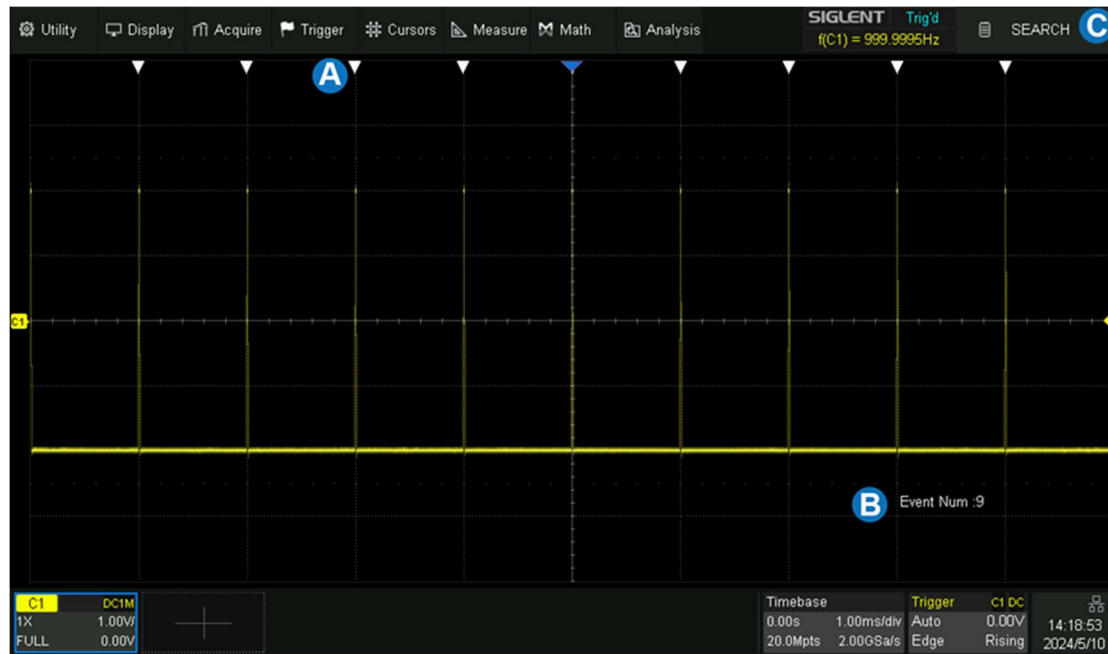 Utility Display Acquire Trigger Cursors Measure Math Analysis
SIGLENT Trig'd
f(C1) = 999.9995Hz
SEARCH C
A
C1
B Event Num :9
C1 DC1M
1X 1.00V/
FULL 0.00V
Timebase
0.00s 1.00ms/div
20.0Mpts 2.00GSa/s
Trigger C1 DC
Auto 0.00V
Edge Rising
14:18:53
2024/5/10